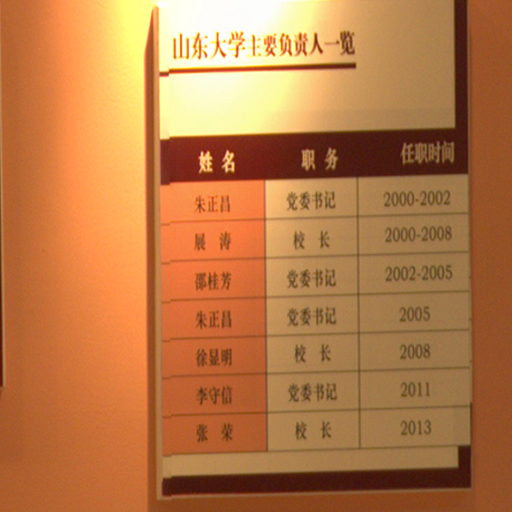 山东大学主要负责人一览
姓 名 职 务 任职时间
朱正昌 党委书记 2000-2002
展 涛 校 长 2000-2008
邵桂芳 党委书记 2002-2005
朱正昌 党委书记 2005
徐显明 校 长 2008
李守信 党委书记 2011
张 荣 校 长 2013